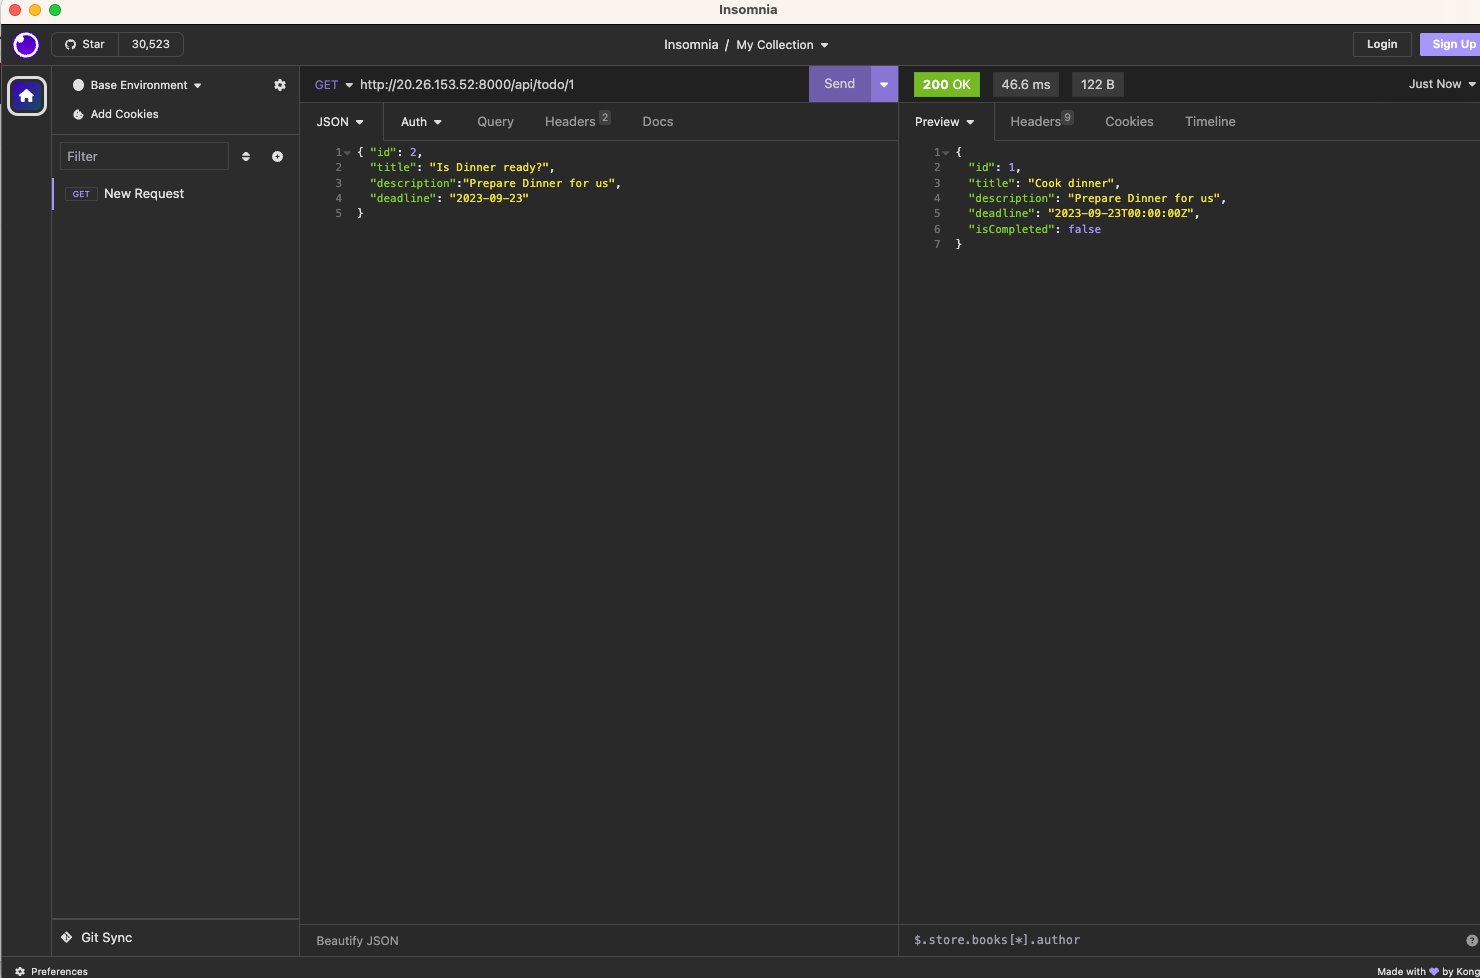 Insomnia
Star 30,523
Insomnia / My Collection
Login
Sign Up
Base Environment
Add Cookies
Filter
GET New Request
Git Sync
Preferences
GET http://20.26.153.52:8000/api/todo/1
Send
JSON Auth Query Headers 2 Docs
1 { "id": 2,
2 "title": "Is Dinner ready?",
3 "description":"Prepare Dinner for us",
4 "deadline": "2023-09-23"
5 }
Beautify JSON
200 OK 46.6 ms 122 B Just Now
Preview Headers 9 Cookies Timeline
1 {
2 "id": 1,
3 "title": "Cook dinner",
4 "description": "Prepare Dinner for us",
5 "deadline": "2023-09-23T00:00:00Z",
6 "isCompleted": false
7 }
$.store.books[*].author
?
Made with 💜 by Kong